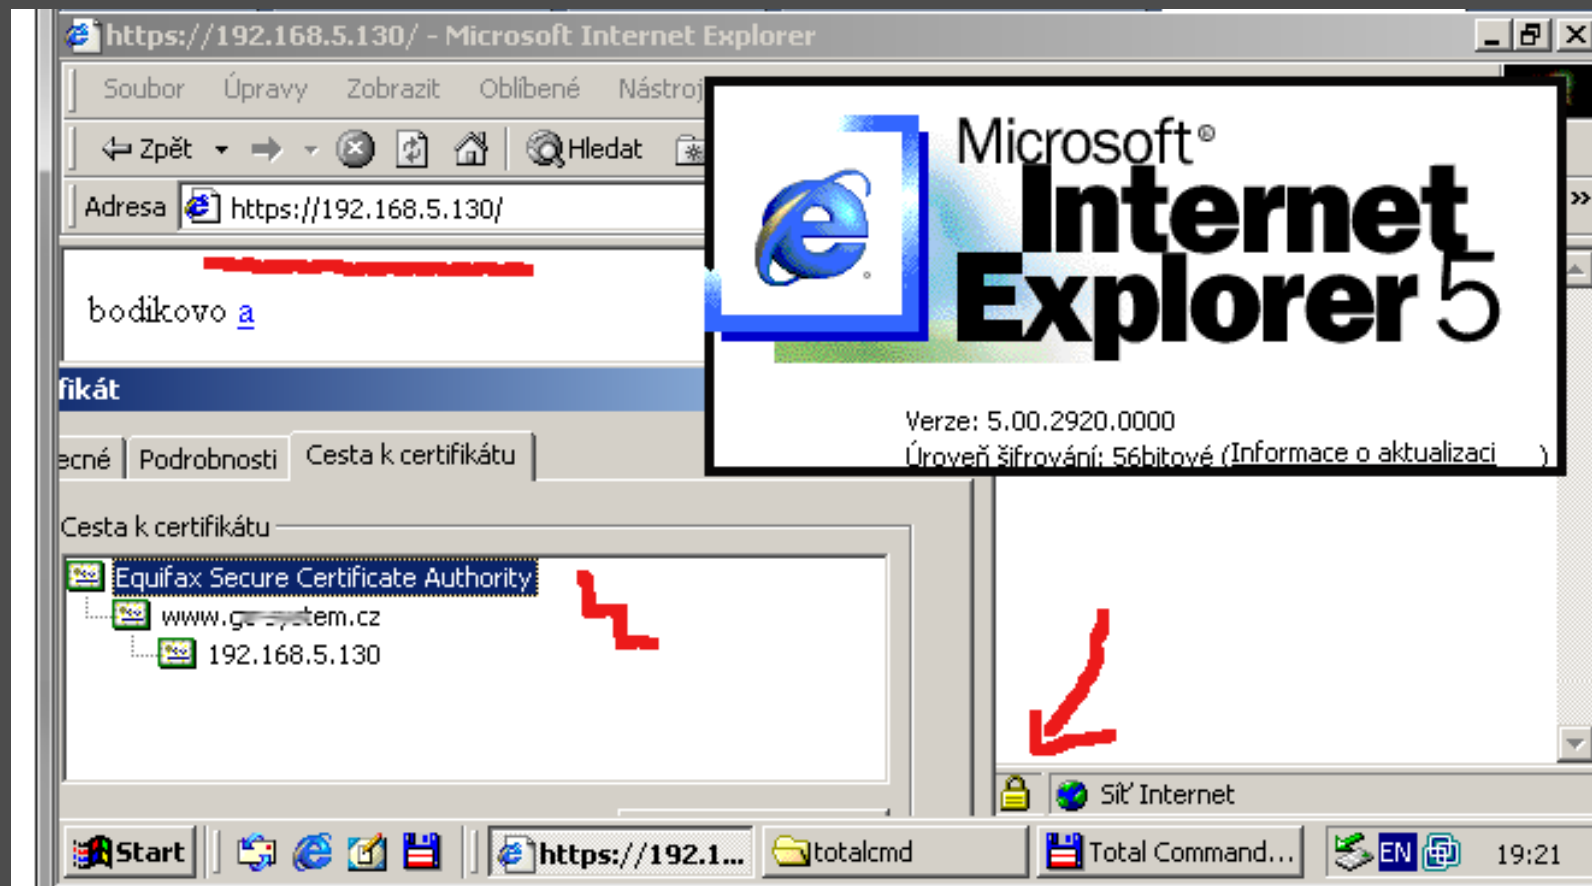 https://192.168.5.130/ - Microsoft Internet Explorer
Soubor Úpravy Zobrazit Oblíbené Nástroj
Zpět Hledat
Adresa https://192.168.5.130/
bodikovo a
Microsoft®
Internet
Explorer 5
Verze: 5.00.2920.0000
Úroveň šifrování: 56bitové (Informace o aktualizaci )
fikát
ecné Podrobnosti Cesta k certifikátu
Cesta k certifikátu
Equifax Secure Certificate Authority
192.168.5.130
Síť Internet
Start https://192.1... totalcmd Total Command... EN 19:21